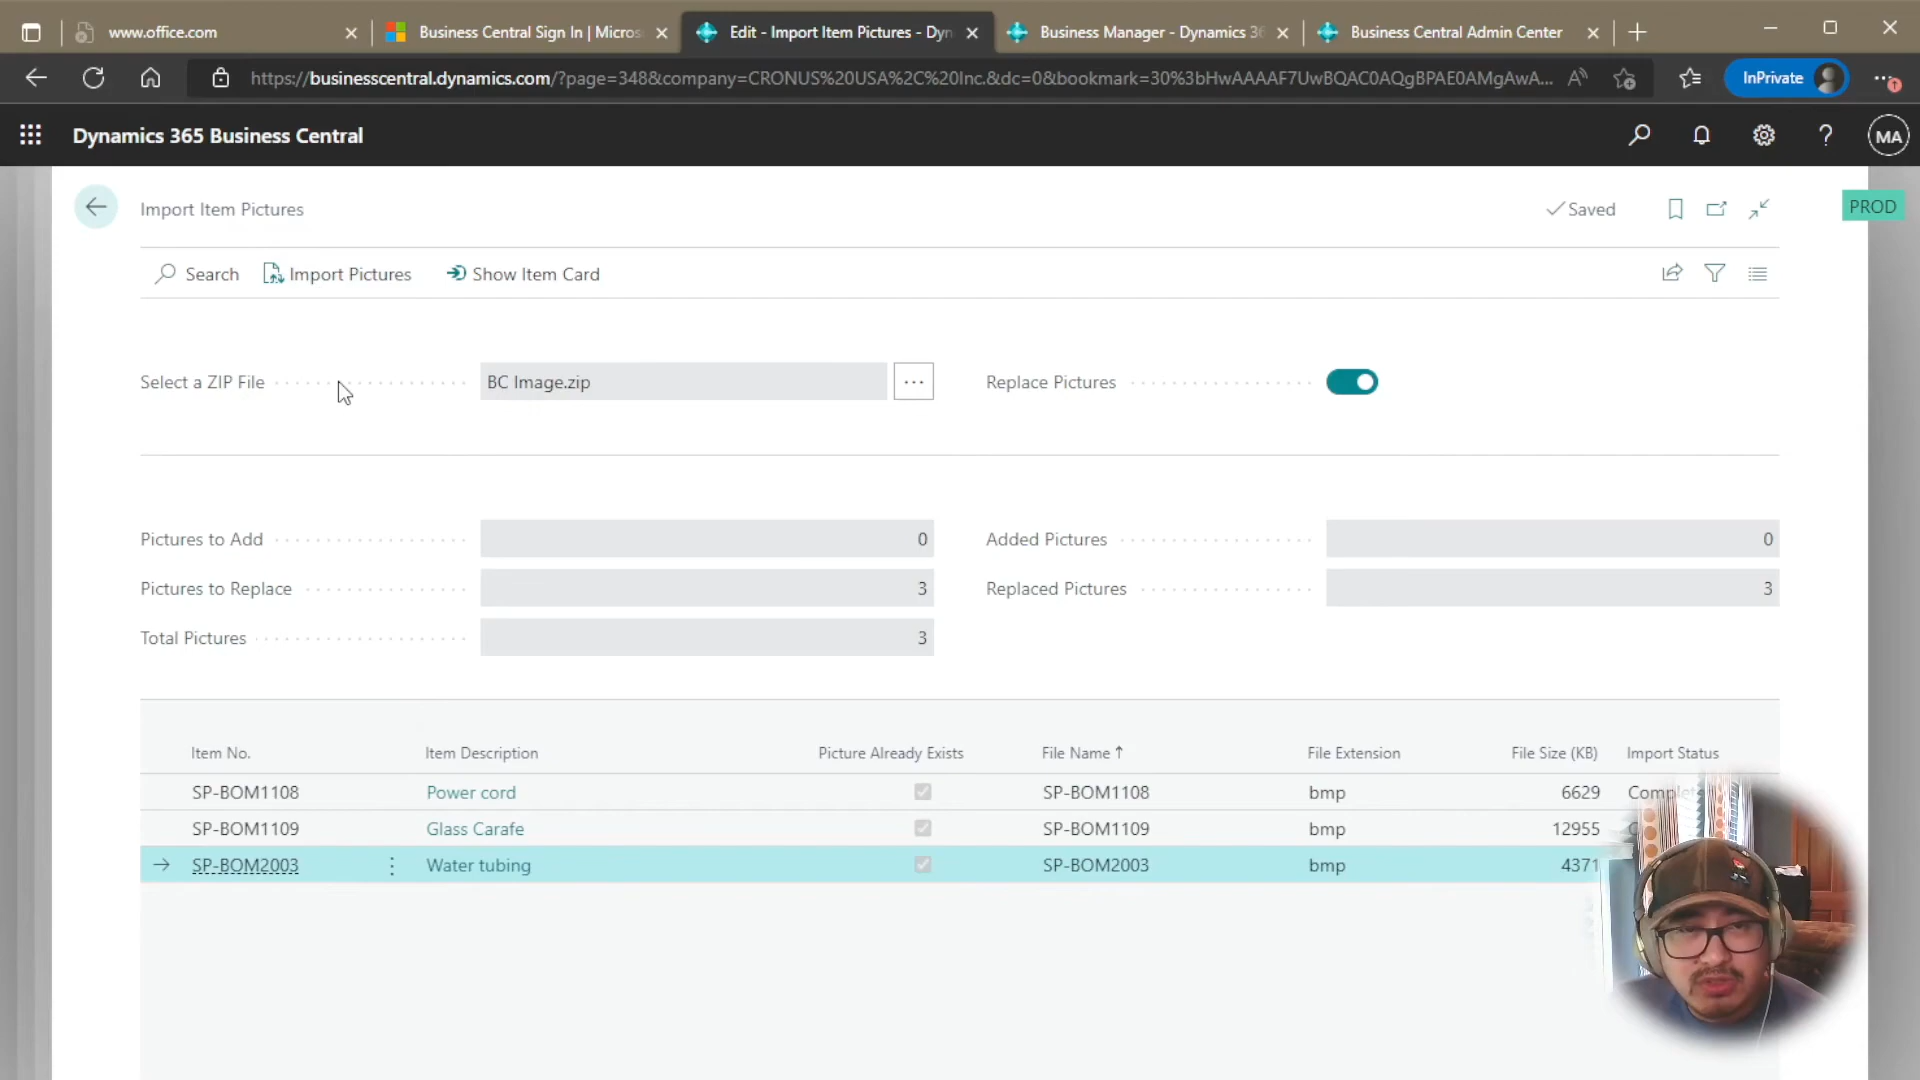 www.office.com
Business Central Sign In | Micros
Edit - Import Item Pictures - Dyn
Business Manager - Dynamics 36
Business Central Admin Center
https://businesscentral.dynamics.com/?page=348&company=CRONUS%20USA%2C%20Inc.&dc=0&bookmark=30%3bHwAAAAF7UwBQAC0AQgBPAE0AMgAwA...
InPrivate
Dynamics 365 Business Central
MA
Import Item Pictures
Saved
PROD
Search
Import Pictures
Show Item Card
Select a ZIP File
BC Image.zip
Replace Pictures
Pictures to Add 0
Added Pictures 0
Pictures to Replace 3
Replaced Pictures 3
Total Pictures 3
Item No. Item Description Picture Already Exists File Name ↑ File Extension File Size (KB) Import Status
SP-BOM1108 Power cord SP-BOM1108 bmp 6629
SP-BOM1109 Glass Carafe SP-BOM1109 bmp 12955
SP-BOM2003 Water tubing SP-BOM2003 bmp 4371